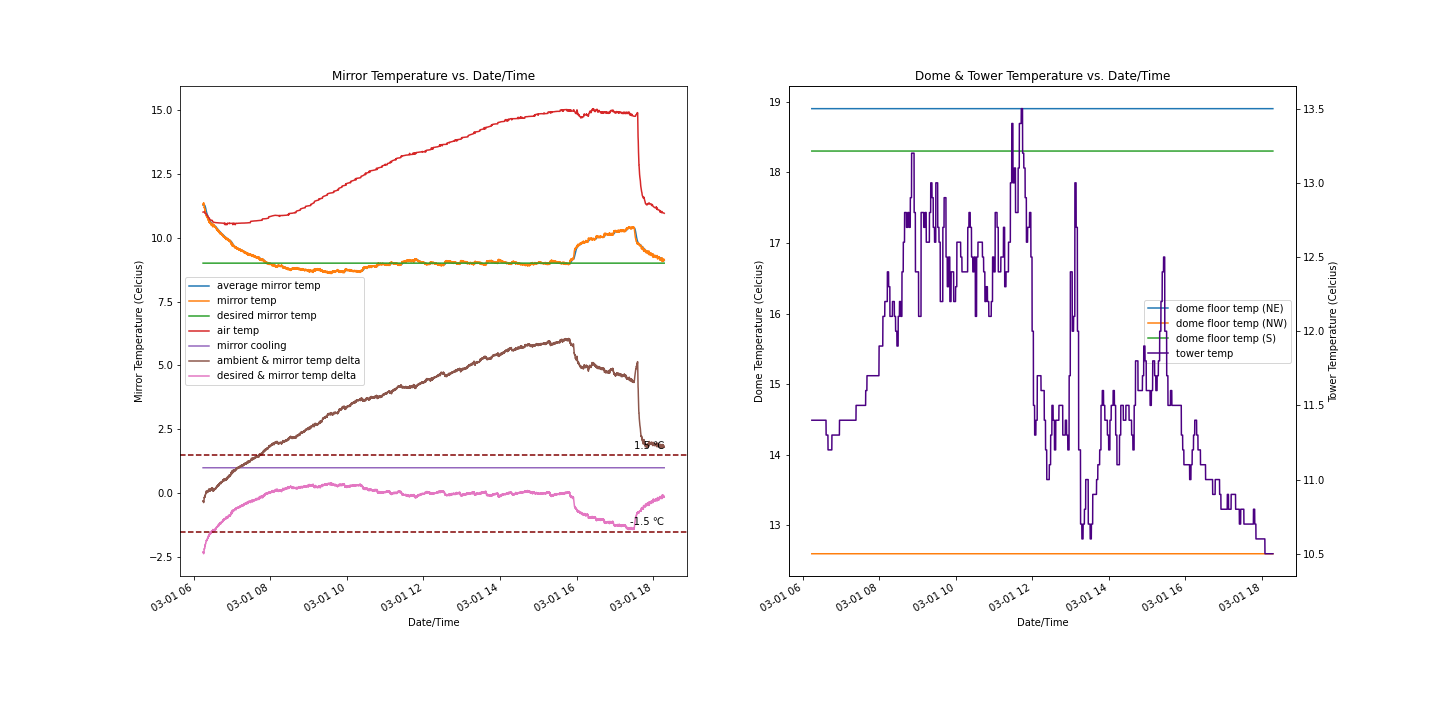 Mirror Temperature vs. Date/Time
Mirror Temperature (Celcius)
15.0
12.5
10.0
7.5
5.0
2.5
0.0
−2.5
average mirror temp
mirror temp
desired mirror temp
air temp
mirror cooling
ambient & mirror temp delta
desired & mirror temp delta
1.5 °C
-1.5 °C
03-01 06
03-01 08
03-01 10
03-01 12
03-01 14
03-01 16
03-01 18
Date/Time
Dome & Tower Temperature vs. Date/Time
Dome Temperature (Celcius)
19
18
17
16
15
14
13
dome floor temp (NE)
dome floor temp (NW)
dome floor temp (S)
tower temp
13.5
13.0
12.5
12.0
11.5
11.0
10.5
Tower Temperature (Celcius)
03-01 06
03-01 08
03-01 10
03-01 12
03-01 14
03-01 16
03-01 18
Date/Time